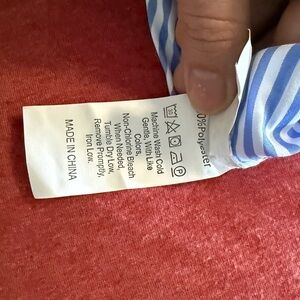 0%Polyester
Machine Wash Cold
Gentle, With Like
Colors.
Non-Chlorine Bleach
When Needed.
Tumble Dry Low,
Remove Promptly,
Iron Low.
MADE IN CHINA